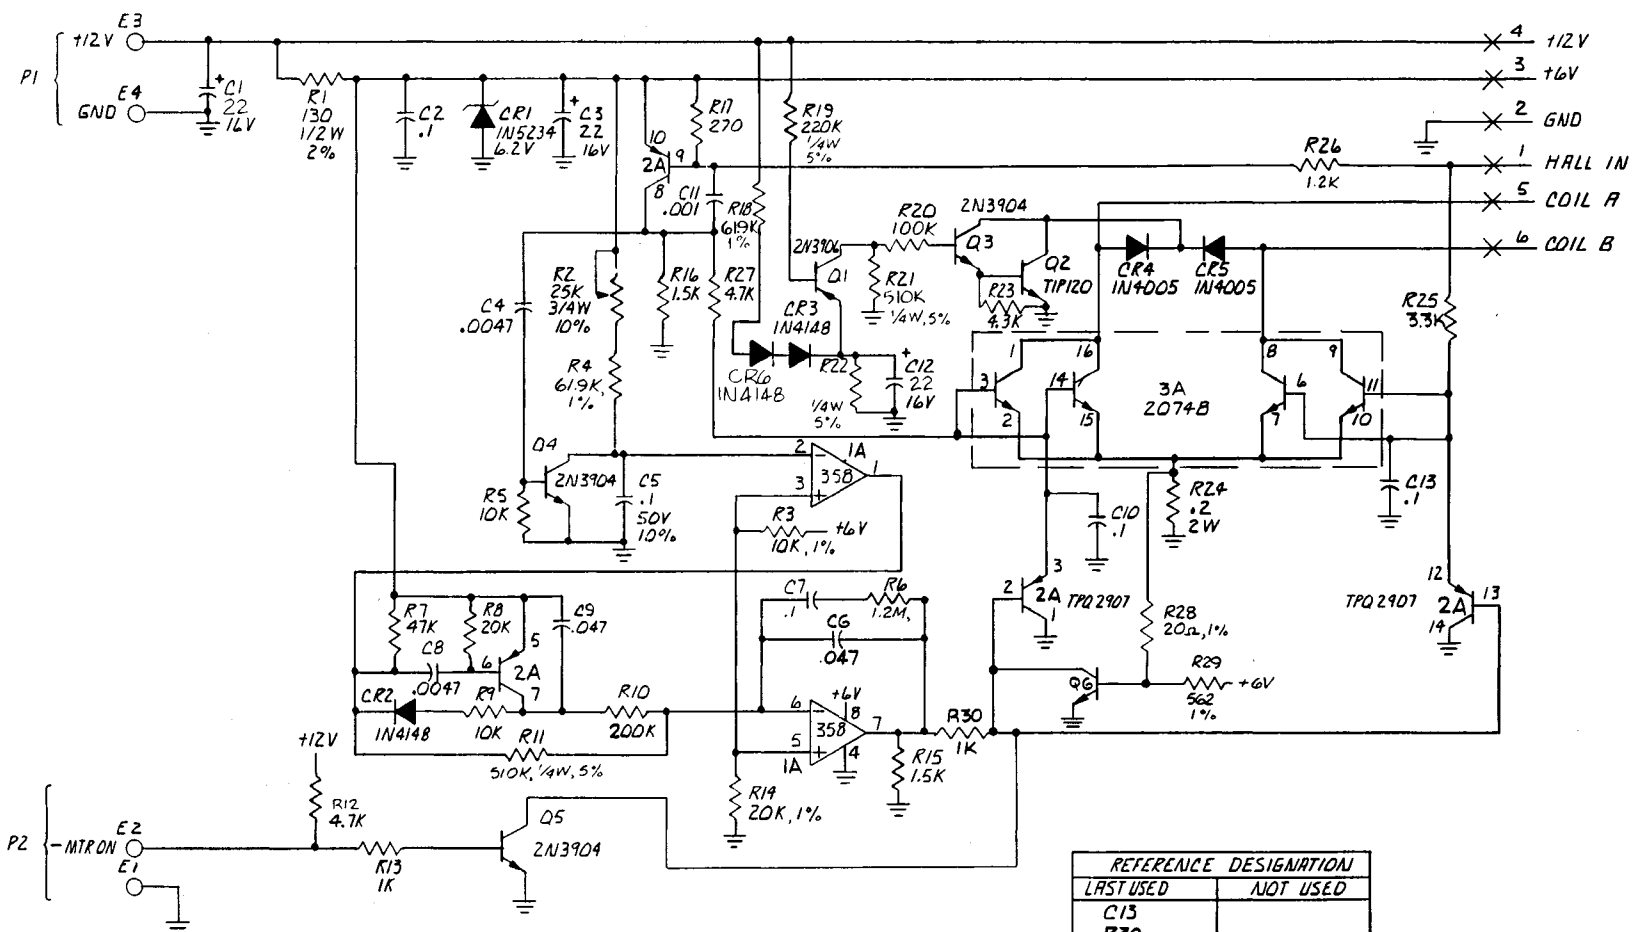 E3
+12V
P1
E4
GND
C1
22
16V
R1
130
1/2W
2%
C2
.1
CR1
1N5234
6.2V
C3
22
16V
10
2A
9
8
R17
270
C11
.001
R18
619K
1%
R19
220K
1/4W
5%
4
+12V
3
+6V
2
GND
1
HALL IN
5
COIL A
6
COIL B
R26
1.2K
R25
3.3K
R20
100K
2N3904
Q3
Q2
TIP120
R23
4.3K
CR4
1N4005
CR5
1N4005
2N3906
Q1
R21
510K
1/4W, 5%
CR3
1N4148
CR6
1N4148
R22
1/4W
5%
C12
22
16V
C4
.0047
R2
25K
3/4W
10%
R16
1.5K
R27
4.7K
R4
61.9K,
1%
1
16
3
14
2
15
3A
2074B
8
9
6
11
7
10
Q4
2N3904
R5
10K
C5
.1
50V
10%
2
3
1A
358
1
R3
+6V
10K, 1%
C10
.1
R24
.2
2W
C13
.1
R7
47K
R8
20K
C9
.047
5
6
2A
7
C8
.0047
CR2
1N4148
R9
10K
R10
200K
R11
510K, 1/4W, 5%
C7
.1
R6
1.2M,
C6
.047
+6V
6
8
358
7
5
4
1A
R30
1K
R15
1.5K
R14
20K, 1%
3
2
2A
1
TPQ2907
R28
20Ω, 1%
Q6
R29
+6V
562
1%
TPQ2907
12
13
2A
14
+12V
R12
4.7K
P2
E2
-MTRON
E1
R13
1K
Q5
2N3904
REFERENCE DESIGNATION
LAST USED
NOT USED
C13
R30